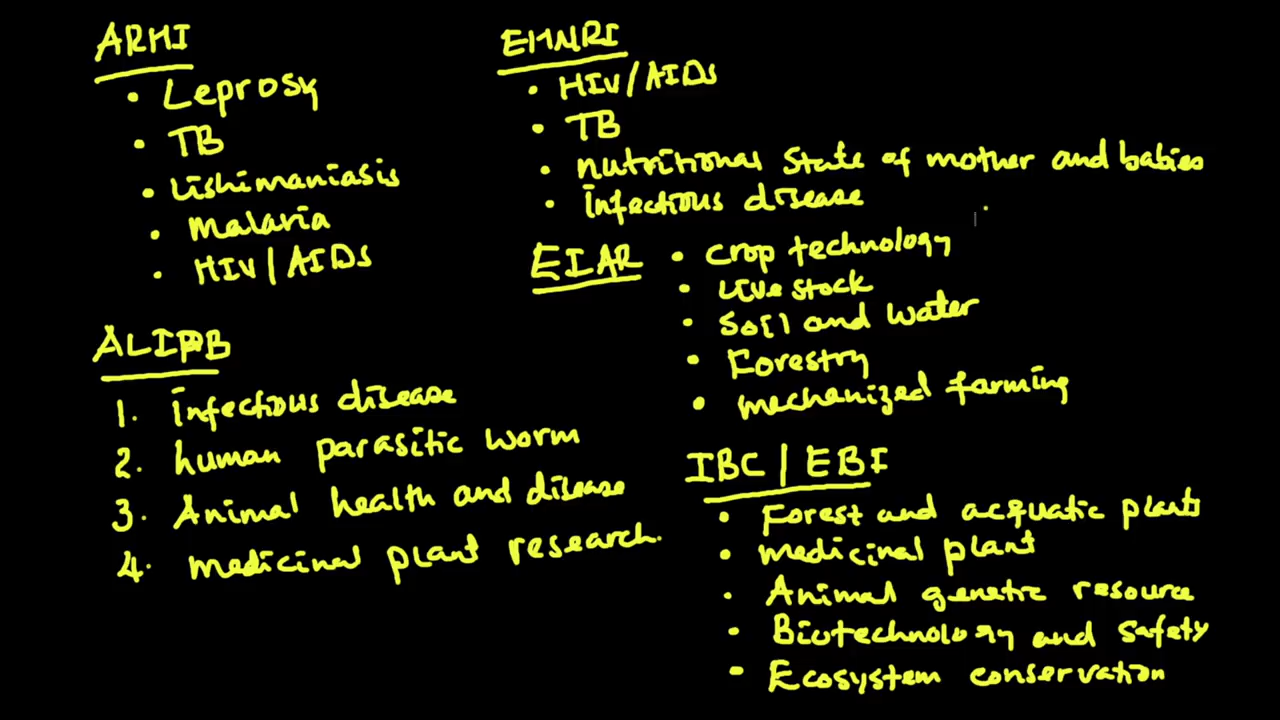 ARHI
• Leprosy
• TB
• Lishimaniasis
• Malaria
• HIV/AIDS
ALIPB
1. infectious disease
2. human parasitic worm
3. Animal health and disease
4. medicinal plant research.
EHNRI
• HIV/AIDS
• TB
• nutritional state of mother and babies
• infectious disease
EIAR
• crop technology
• Live stock
• Soil and water
• Forestry
• mechanized farming
IBC/EBI
• Forest and acquatic plants
• medicinal plant
• Animal genetic resource
• Biotechnology and safety
• Ecosystem conservation